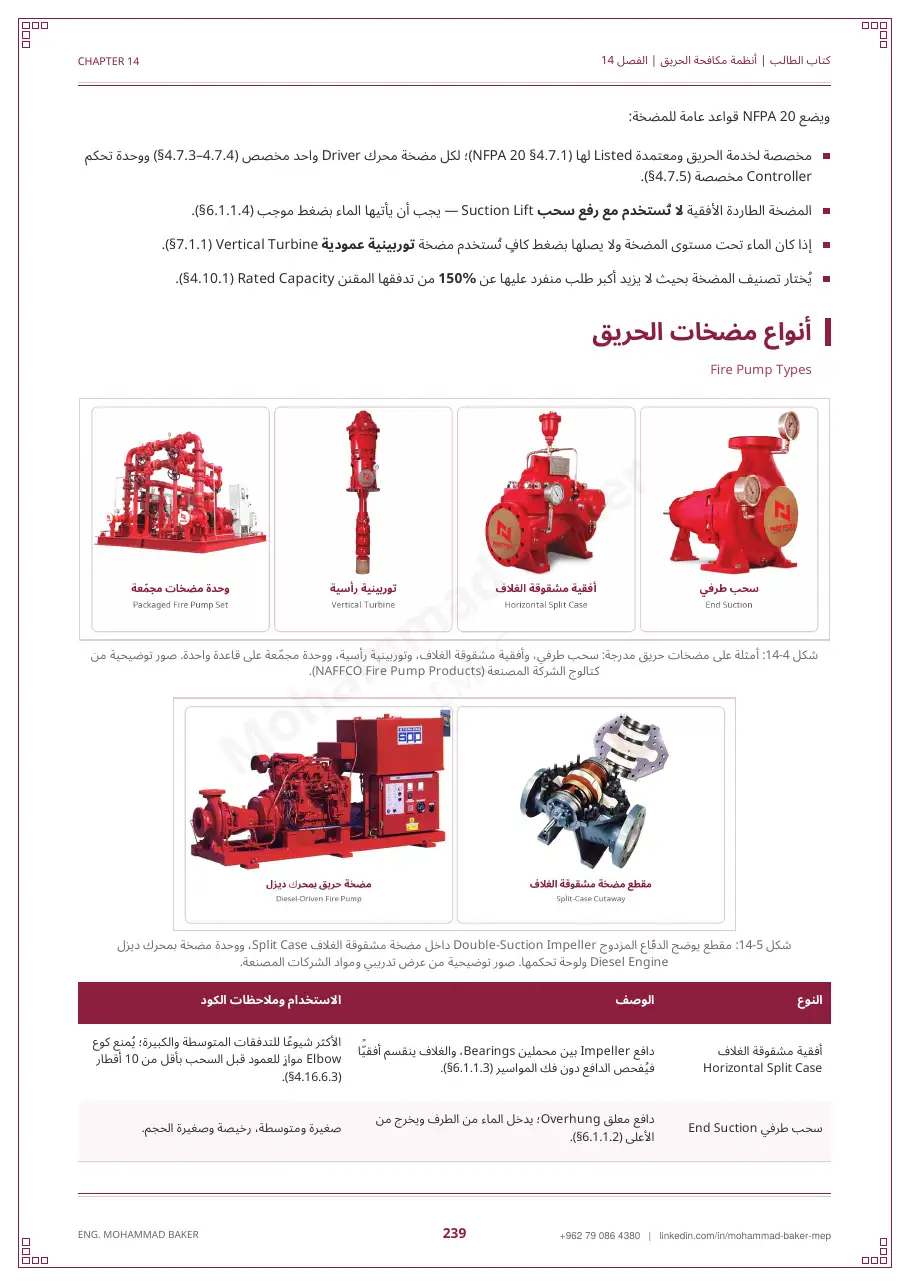 كتاب الطالب | أنظمة مكافحة الحريق | الفصل 14
CHAPTER 14
ويضع NFPA 20 قواعد عامة للمضخة:
مخصصة لخدمة الحريق ومعتمدة Listed لها (NFPA 20 §4.7.1)؛ لكل مضخة محرك Driver واحد مخصص (§4.7.3–4.7.4) ووحدة تحكم
Controller مخصصة (§4.7.5).
المضخة الطاردة الأفقية لا تُستخدم مع رفع سحب Suction Lift — يجب أن يأتيها الماء بضغط موجب (§6.1.1.4).
إذا كان الماء تحت مستوى المضخة ولا يصلها بضغط كافٍ تُستخدم مضخة توربينية عمودية Vertical Turbine (§7.1.1).
يُختار تصنيف المضخة بحيث لا يزيد أكبر طلب منفرد عليها عن 150% من تدفقها المقنن Rated Capacity (§4.10.1).
أنواع مضخات الحريق
Fire Pump Types
سحب طرفي
End Suction
أفقية مشقوقة الغلاف
Horizontal Split Case
توربينية رأسية
Vertical Turbine
وحدة مضخات مجمّعة
Packaged Fire Pump Set
شكل 4-14: أمثلة على مضخات حريق مدرجة: سحب طرفي، وأفقية مشقوقة الغلاف، وتوربينية رأسية، ووحدة مجمّعة على قاعدة واحدة. صور توضيحية من
كتالوج الشركة المصنعة (NAFFCO Fire Pump Products).
spp
مقطع مضخة مشقوقة الغلاف
Split-Case Cutaway
مضخة حريق بمحرك ديزل
Diesel-Driven Fire Pump
شكل 5-14: مقطع يوضح الدفّاع المزدوج Double-Suction Impeller داخل مضخة مشقوقة الغلاف Split Case، ووحدة مضخة بمحرك ديزل
Diesel Engine ولوحة تحكمها. صور توضيحية من عرض تدريبي ومواد الشركات المصنعة.
النوع
الوصف
الاستخدام وملاحظات الكود
أفقية مشقوقة الغلاف
Horizontal Split Case
دافع Impeller بين محملين Bearings، والغلاف ينقسم أفقيًّا
فيُفحص الدافع دون فك المواسير (§6.1.1.3).
الأكثر شيوعًا للتدفقات المتوسطة والكبيرة؛ يُمنع كوع
Elbow موازٍ للعمود قبل السحب بأقل من 10 أقطار
(§4.16.6.3).
سحب طرفي End Suction
دافع معلق Overhung؛ يدخل الماء من الطرف ويخرج من
الأعلى (§6.1.1.2).
صغيرة ومتوسطة، رخيصة وصغيرة الحجم.
ENG. MOHAMMAD BAKER
239
+962 79 086 4380 | linkedin.com/in/mohammad-baker-mep